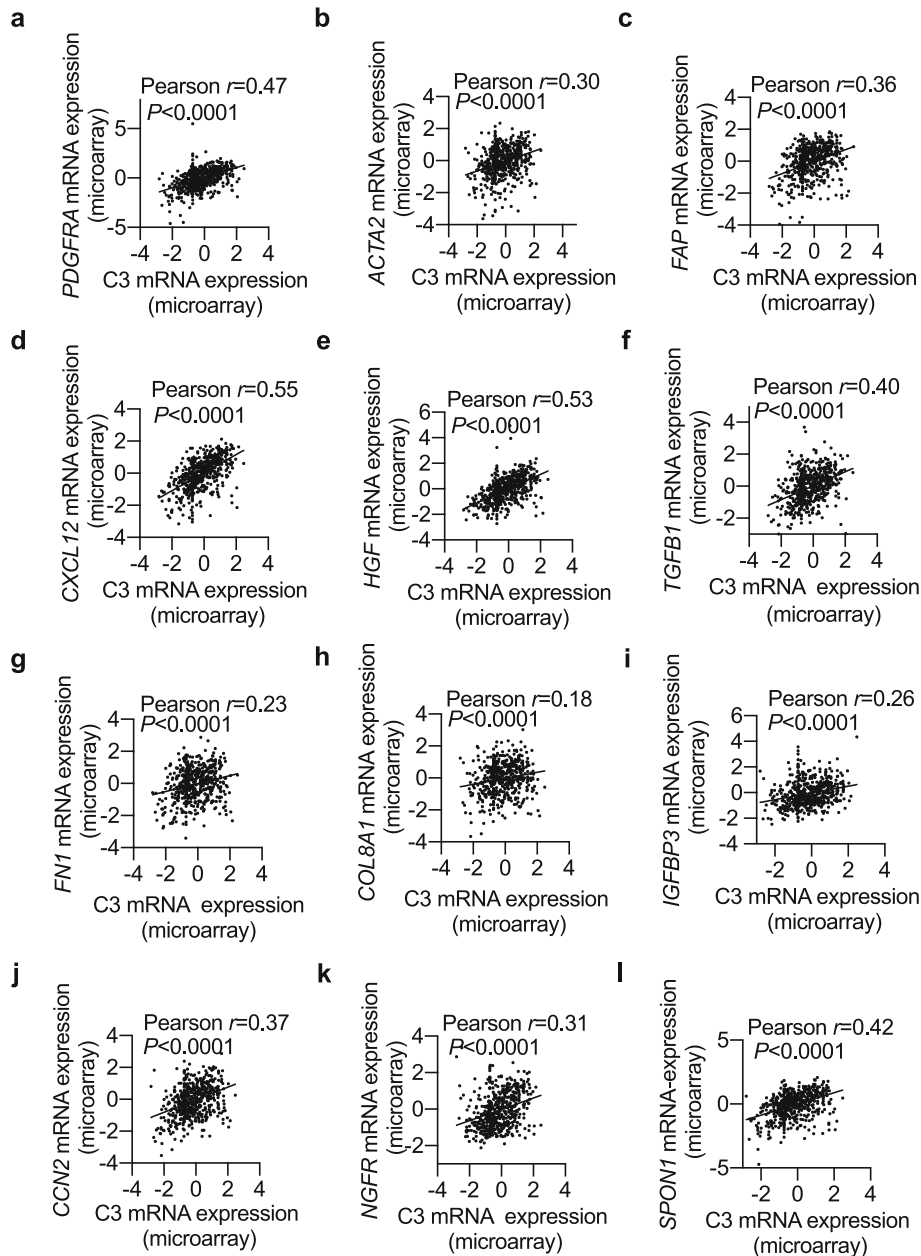 a
Pearson r=0.47
P<0.0001
PDGFRA mRNA expression
(microarray)
5
0
-5
-4 -2 0 2 4
C3 mRNA expression
(microarray)
b
Pearson r=0.30
P<0.0001
ACTA2 mRNA expression
(microarray)
4
2
0
-2
-4
-4 -2 0 2 4
C3 mRNA expression
(microarray)
c
Pearson r=0.36
P<0.0001
FAP mRNA expression
(microarray)
4
2
0
-2
-4
-4 -2 0 2 4
C3 mRNA expression
(microarray)
d
Pearson r=0.55
P<0.0001
CXCL12 mRNA expression
(microarray)
4
2
0
-2
-4
-4 -2 0 2 4
C3 mRNA expression
(microarray)
e
Pearson r=0.53
P<0.0001
HGF mRNA expression
(microarray)
6
4
2
0
-2
-4
-4 -2 0 2 4
C3 mRNA expression
(microarray)
f
Pearson r=0.40
P<0.0001
TGFB1 mRNA expression
(microarray)
4
2
0
-2
-4 -2 0 2 4
C3 mRNA expression
(microarray)
g
Pearson r=0.23
P<0.0001
FN1 mRNA expression
(microarray)
4
2
0
-2
-4
-4 -2 0 2 4
C3 mRNA expression
(microarray)
h
Pearson r=0.18
P<0.0001
COL8A1 mRNA expression
(microarray)
4
2
0
-2
-4
-4 -2 0 2 4
C3 mRNA expression
(microarray)
i
Pearson r=0.26
P<0.0001
IGFBP3 mRNA expression
(microarray)
6
4
2
0
-2
-4
-2 0 2 4
C3 mRNA expression
(microarray)
j
Pearson r=0.37
P<0.0001
CCN2 mRNA expression
(microarray)
4
2
0
-2
-4
-4 -2 0 2 4
C3 mRNA expression
(microarray)
k
Pearson r=0.31
P<0.0001
NGFR mRNA expression
(microarray)
4
2
0
-2
-4 -2 0 2 4
C3 mRNA expression
(microarray)
l
Pearson r=0.42
P<0.0001
SPON1 mRNA-expression
(microarray)
5
0
-5
-2 0 2 4
C3 mRNA expression
(microarray)